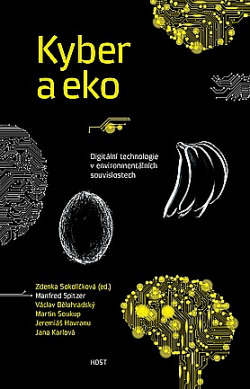 Kyber
a eko
Digitální technologie
v environmentálních
souvislostech
Zdenka Sokolíčková (ed.)
Manfred Spitzer
Václav Bělohradský
Martin Soukup
Jeremiáš Havranu
Jana Karlová
HOST